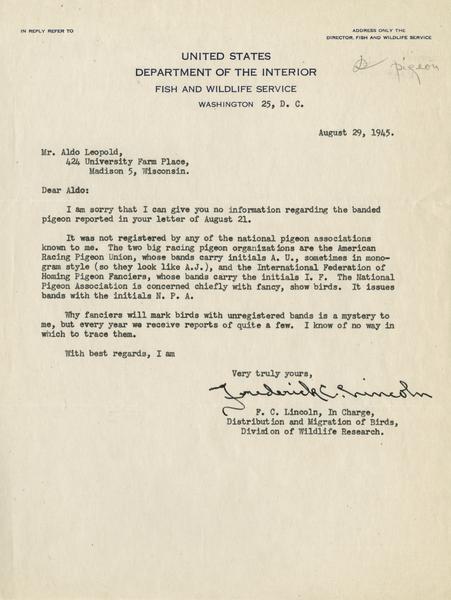 IN REPLY REFER TO
ADDRESS ONLY THE
DIRECTOR, FISH AND WILDLIFE SERVICE
UNITED STATES
DEPARTMENT OF THE INTERIOR
FISH AND WILDLIFE SERVICE
WASHINGTON 25, D. C.
pigeon
August 29, 1945.
Mr. Aldo Leopold,
424 University Farm Place,
Madison 5, Wisconsin.
Dear Aldo:
I am sorry that I can give you no information regarding the banded
pigeon reported in your letter of August 21.
It was not registered by any of the national pigeon associations
known to me. The two big racing pigeon organizations are the American
Racing Pigeon Union, whose bands carry initials A. U., sometimes in mono-
gram style (so they look like A.J.), and the International Federation of
Homing Pigeon Fanciers, whose bands carry the initials I. F. The National
Pigeon Association is concerned chiefly with fancy, show birds. It issues
bands with the initials N. P. A.
Why fanciers will mark birds with unregistered bands is a mystery to
me, but every year we receive reports of quite a few. I know of no way
in which to trace them.
With best regards, I am
Very truly yours,
Frederick C. Lincoln
F. C. Lincoln, In Charge,
Distribution and Migration of Birds,
Division of Wildlife Research.